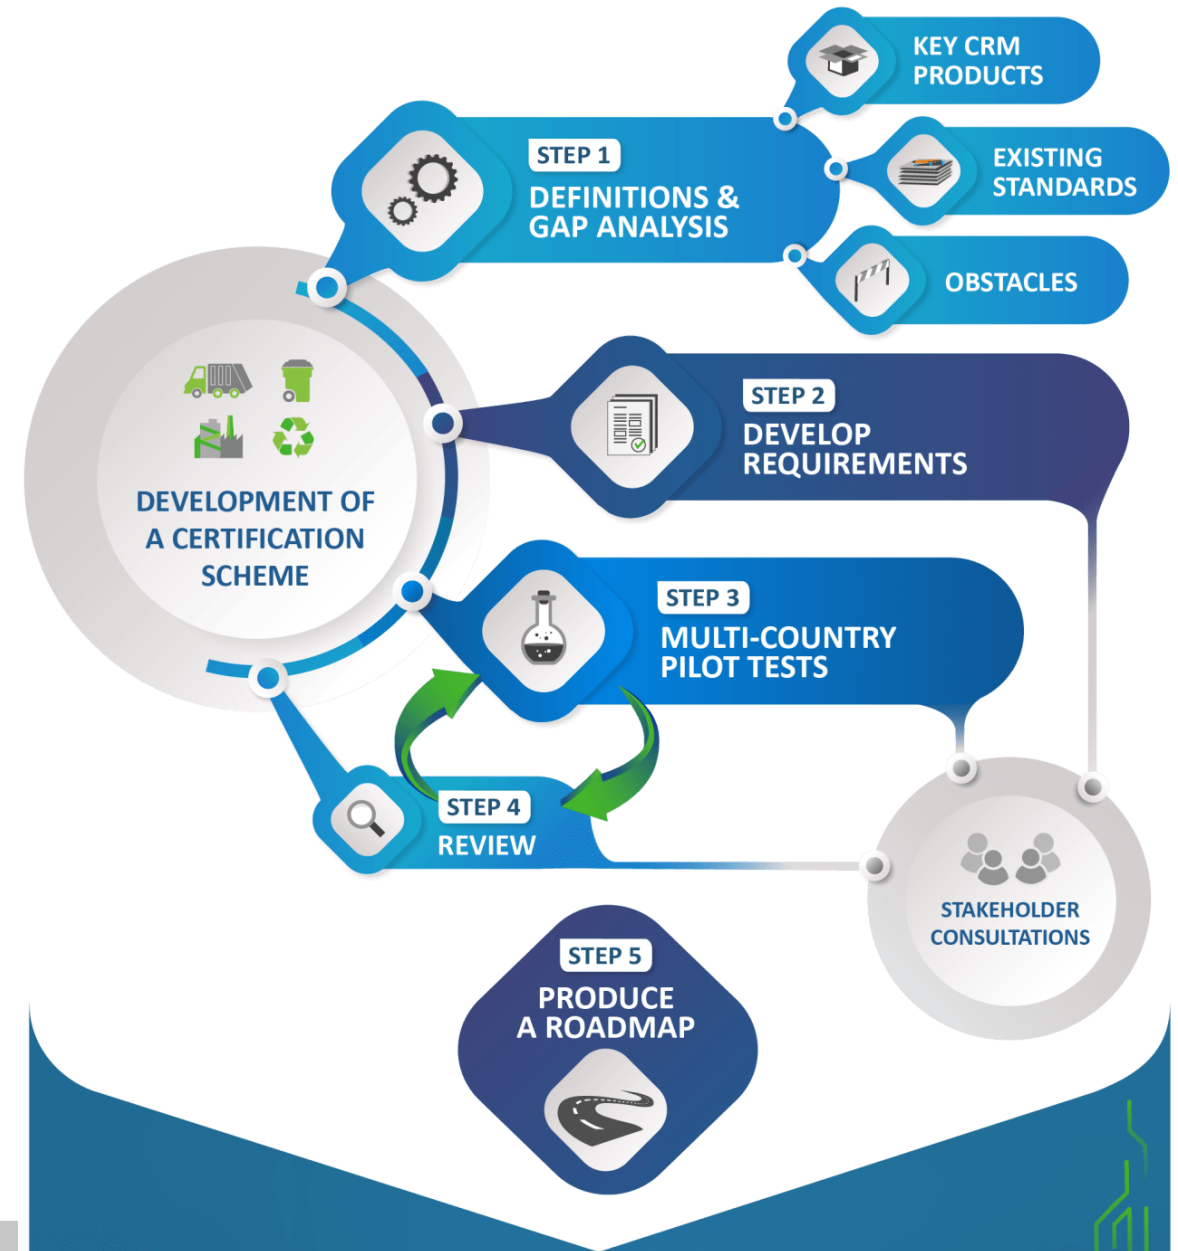 KEY CRM
PRODUCTS
STEP 1
DEFINITIONS &
GAP ANALYSIS
EXISTING
STANDARDS
OBSTACLES
DEVELOPMENT OF
A CERTIFICATION
SCHEME
STEP 2
DEVELOP
REQUIREMENTS
STEP 3
MULTI-COUNTRY
PILOT TESTS
STEP 4
REVIEW
STAKEHOLDER
CONSULTATIONS
STEP 5
PRODUCE
A ROADMAP